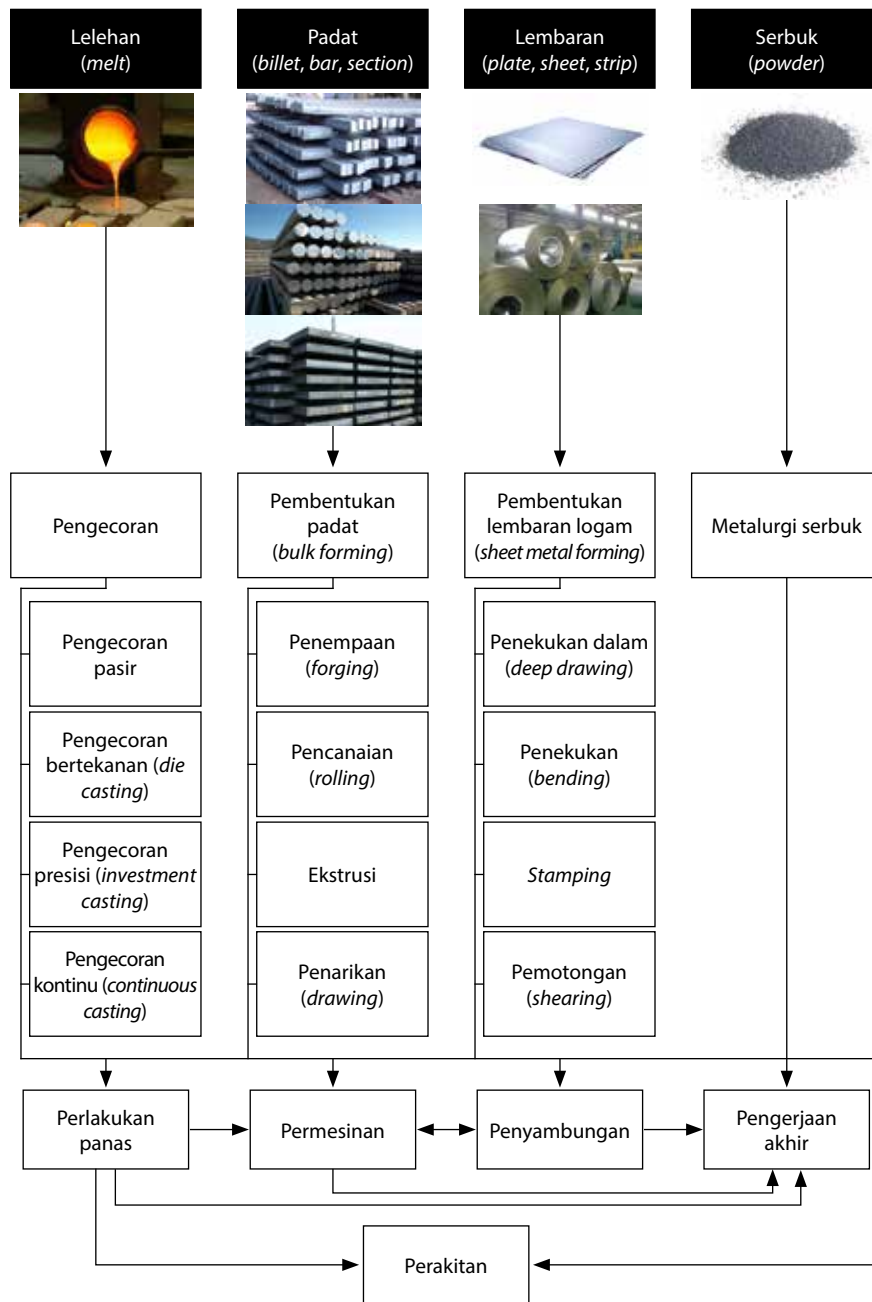 Lelehan
(melt)
Padat
(billet, bar, section)
Lembaran
(plate, sheet, strip)
Serbuk
(powder)
Pengecoran
Pembentukan
padat
(bulk forming)
Pembentukan
lembaran logam
(sheet metal forming)
Metalurgi serbuk
Pengecoran
pasir
Penempaan
(forging)
Penekukan dalam
(deep drawing)
Pengecoran
bertekanan (die
casting)
Pencanaian
(rolling)
Penekukan
(bending)
Pengecoran
presisi (investment
casting)
Ekstrusi
Stamping
Pengecoran
kontinu (continuous
casting)
Penarikan
(drawing)
Pemotongan
(shearing)
Perlakukan
panas
Permesinan
Penyambungan
Pengerjaan
akhir
Perakitan